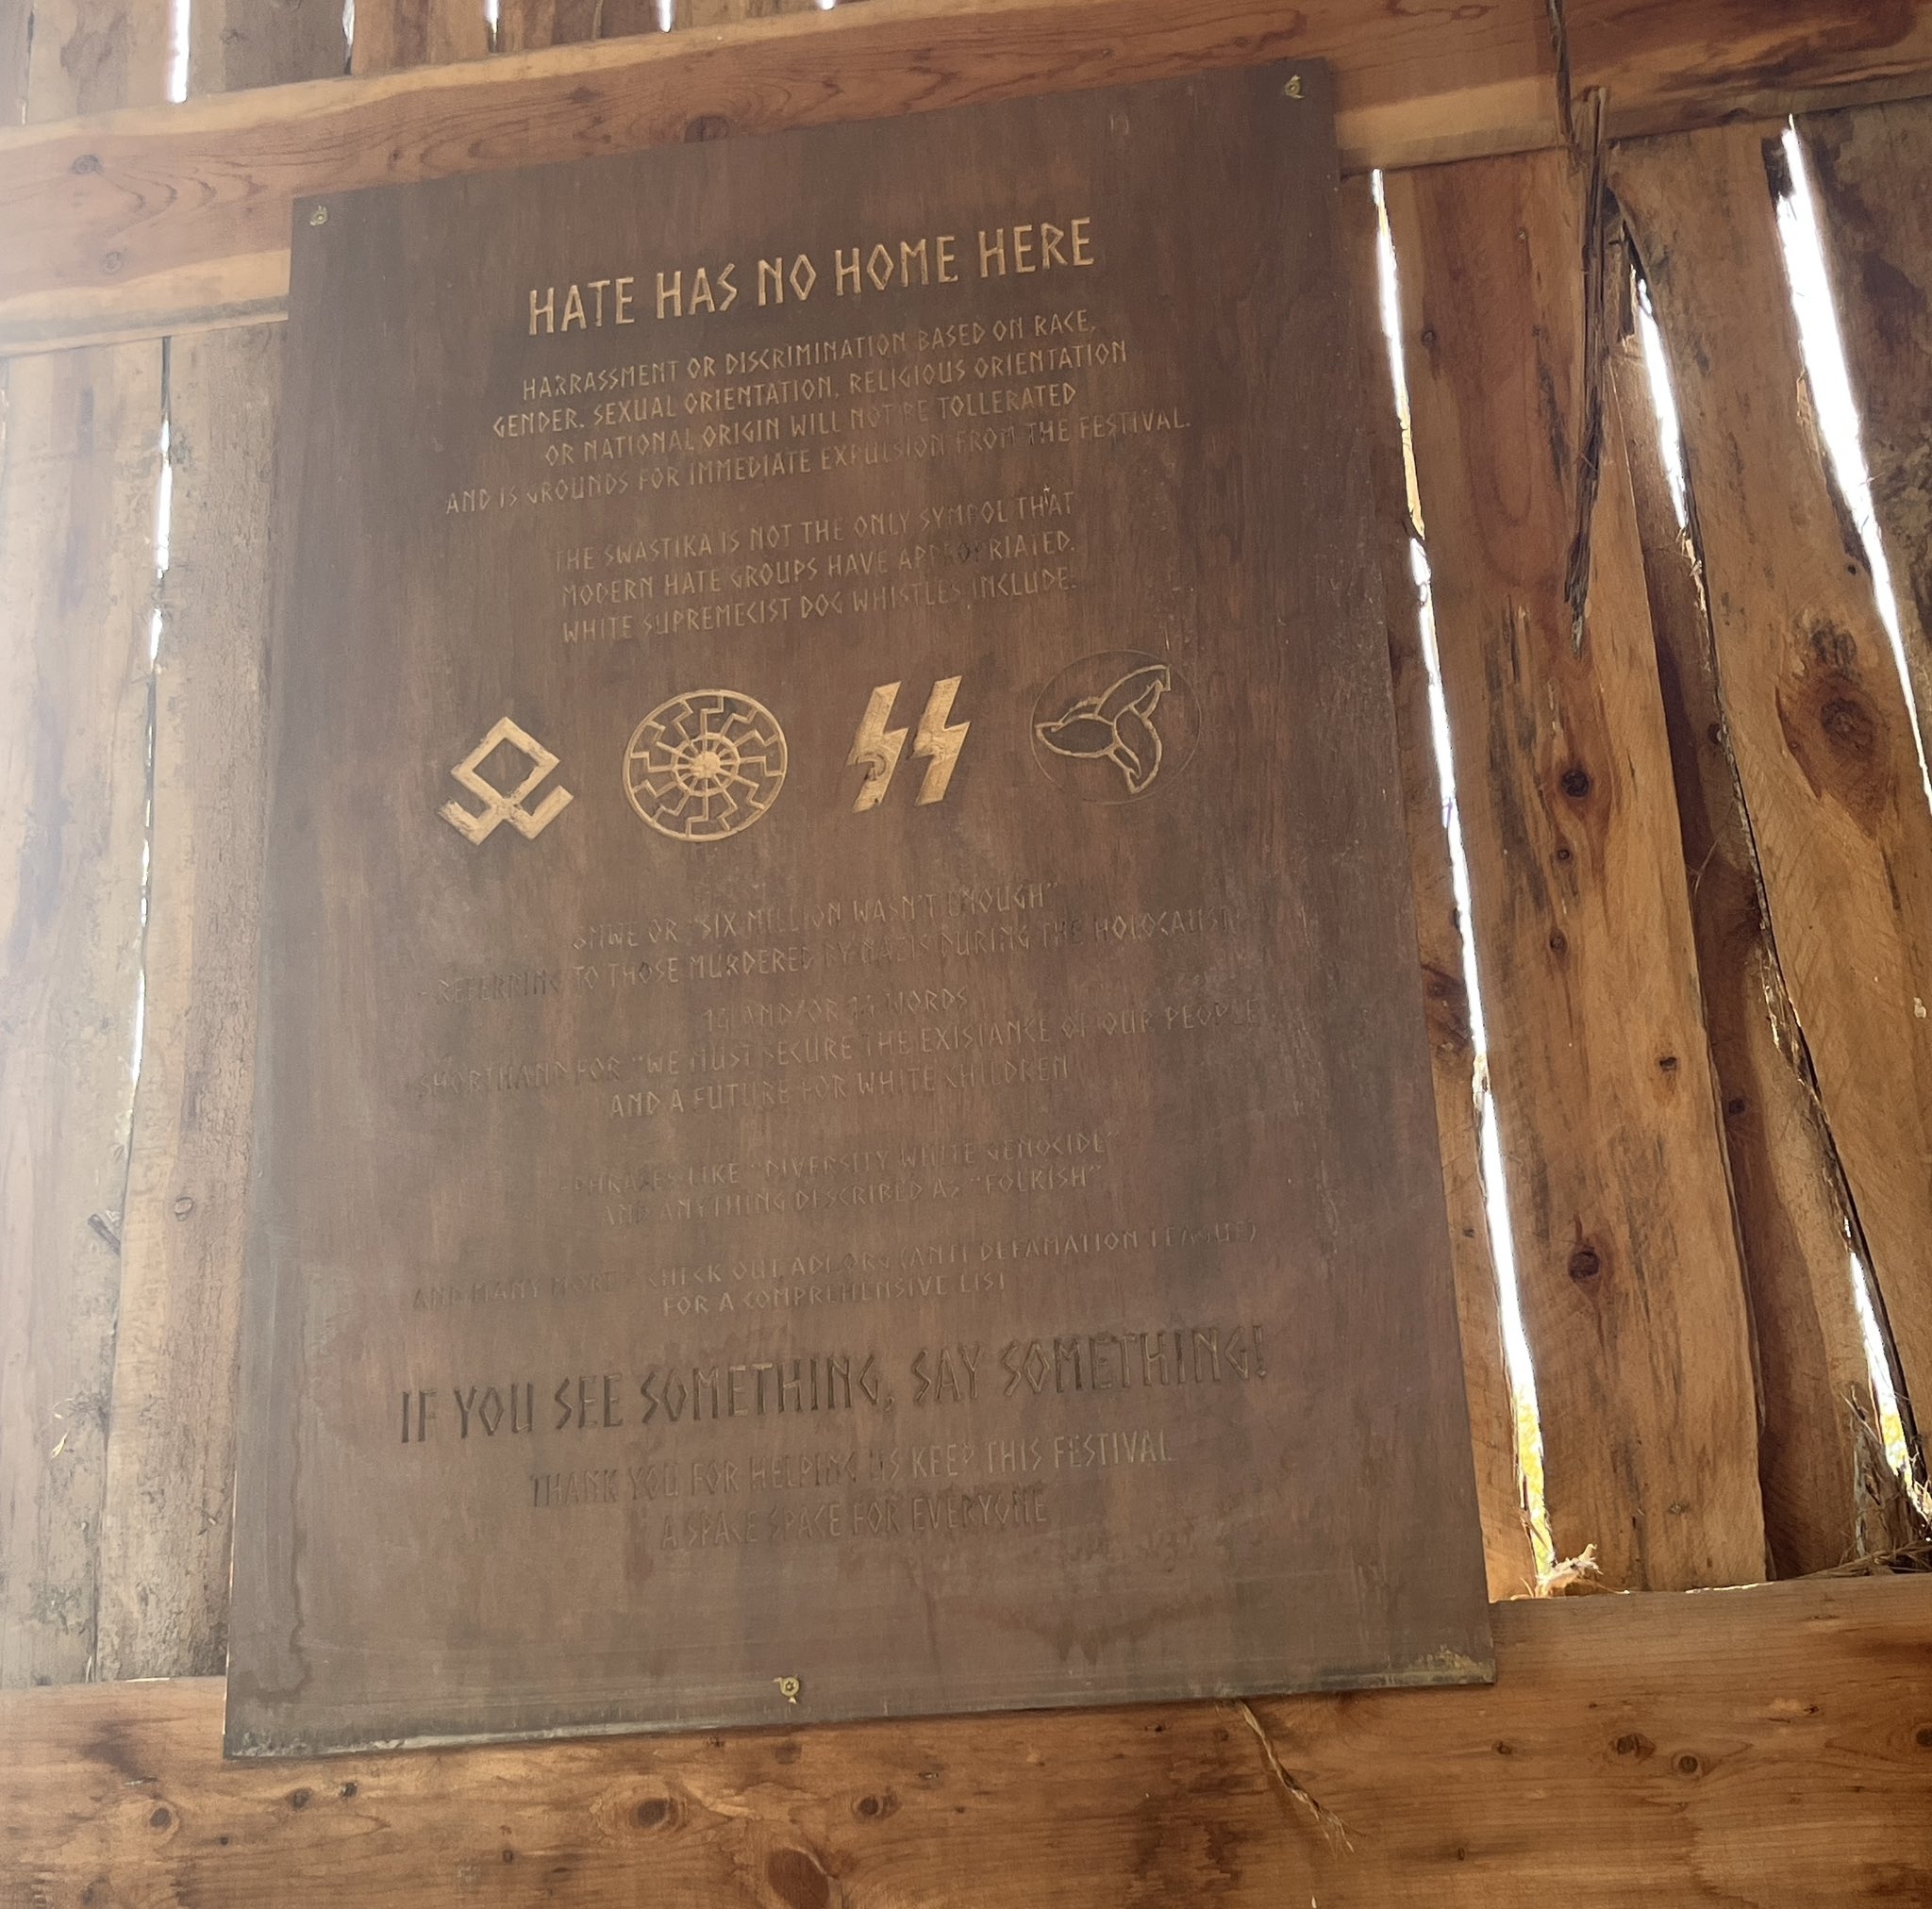 HATE HAS NO HOME HERE
HARRASSMENT OR DISCRIMINATION BASED ON RACE,
GENDER, SEXUAL ORIENTATION, RELIGIOUS ORIENTATION
OR NATIONAL ORIGIN WILL NOT BE TOLLERATED
AND IS GROUNDS FOR IMMEDIATE EXPULSION FROM THE FESTIVAL.
THE SWASTIKA IS NOT THE ONLY SYMBOL THAT
MODERN HATE GROUPS HAVE APPROPRIATED.
WHITE SUPREMECIST DOG WHISTLES INCLUDE:
6MWE OR "SIX MILLION WASN'T ENOUGH"
- REFERRING TO THOSE MURDERED BY NAZIS DURING THE HOLOCAUST
14 AND/OR 14 WORDS
SHORTHAND FOR "WE MUST SECURE THE EXISTANCE OF OUR PEOPLE
AND A FUTURE FOR WHITE CHILDREN"
PHRASES LIKE "DIVERSITY WHITE GENOCIDE"
AND ANYTHING DESCRIBED AS "FOLKISH"
AND MANY MORE - CHECK OUT ADL.ORG (ANTI DEFAMATION LEAGUE)
FOR A COMPREHENSIVE LIST
IF YOU SEE SOMETHING, SAY SOMETHING!
THANK YOU FOR HELPING US KEEP THIS FESTIVAL
A SPACE SPACE FOR EVERYONE